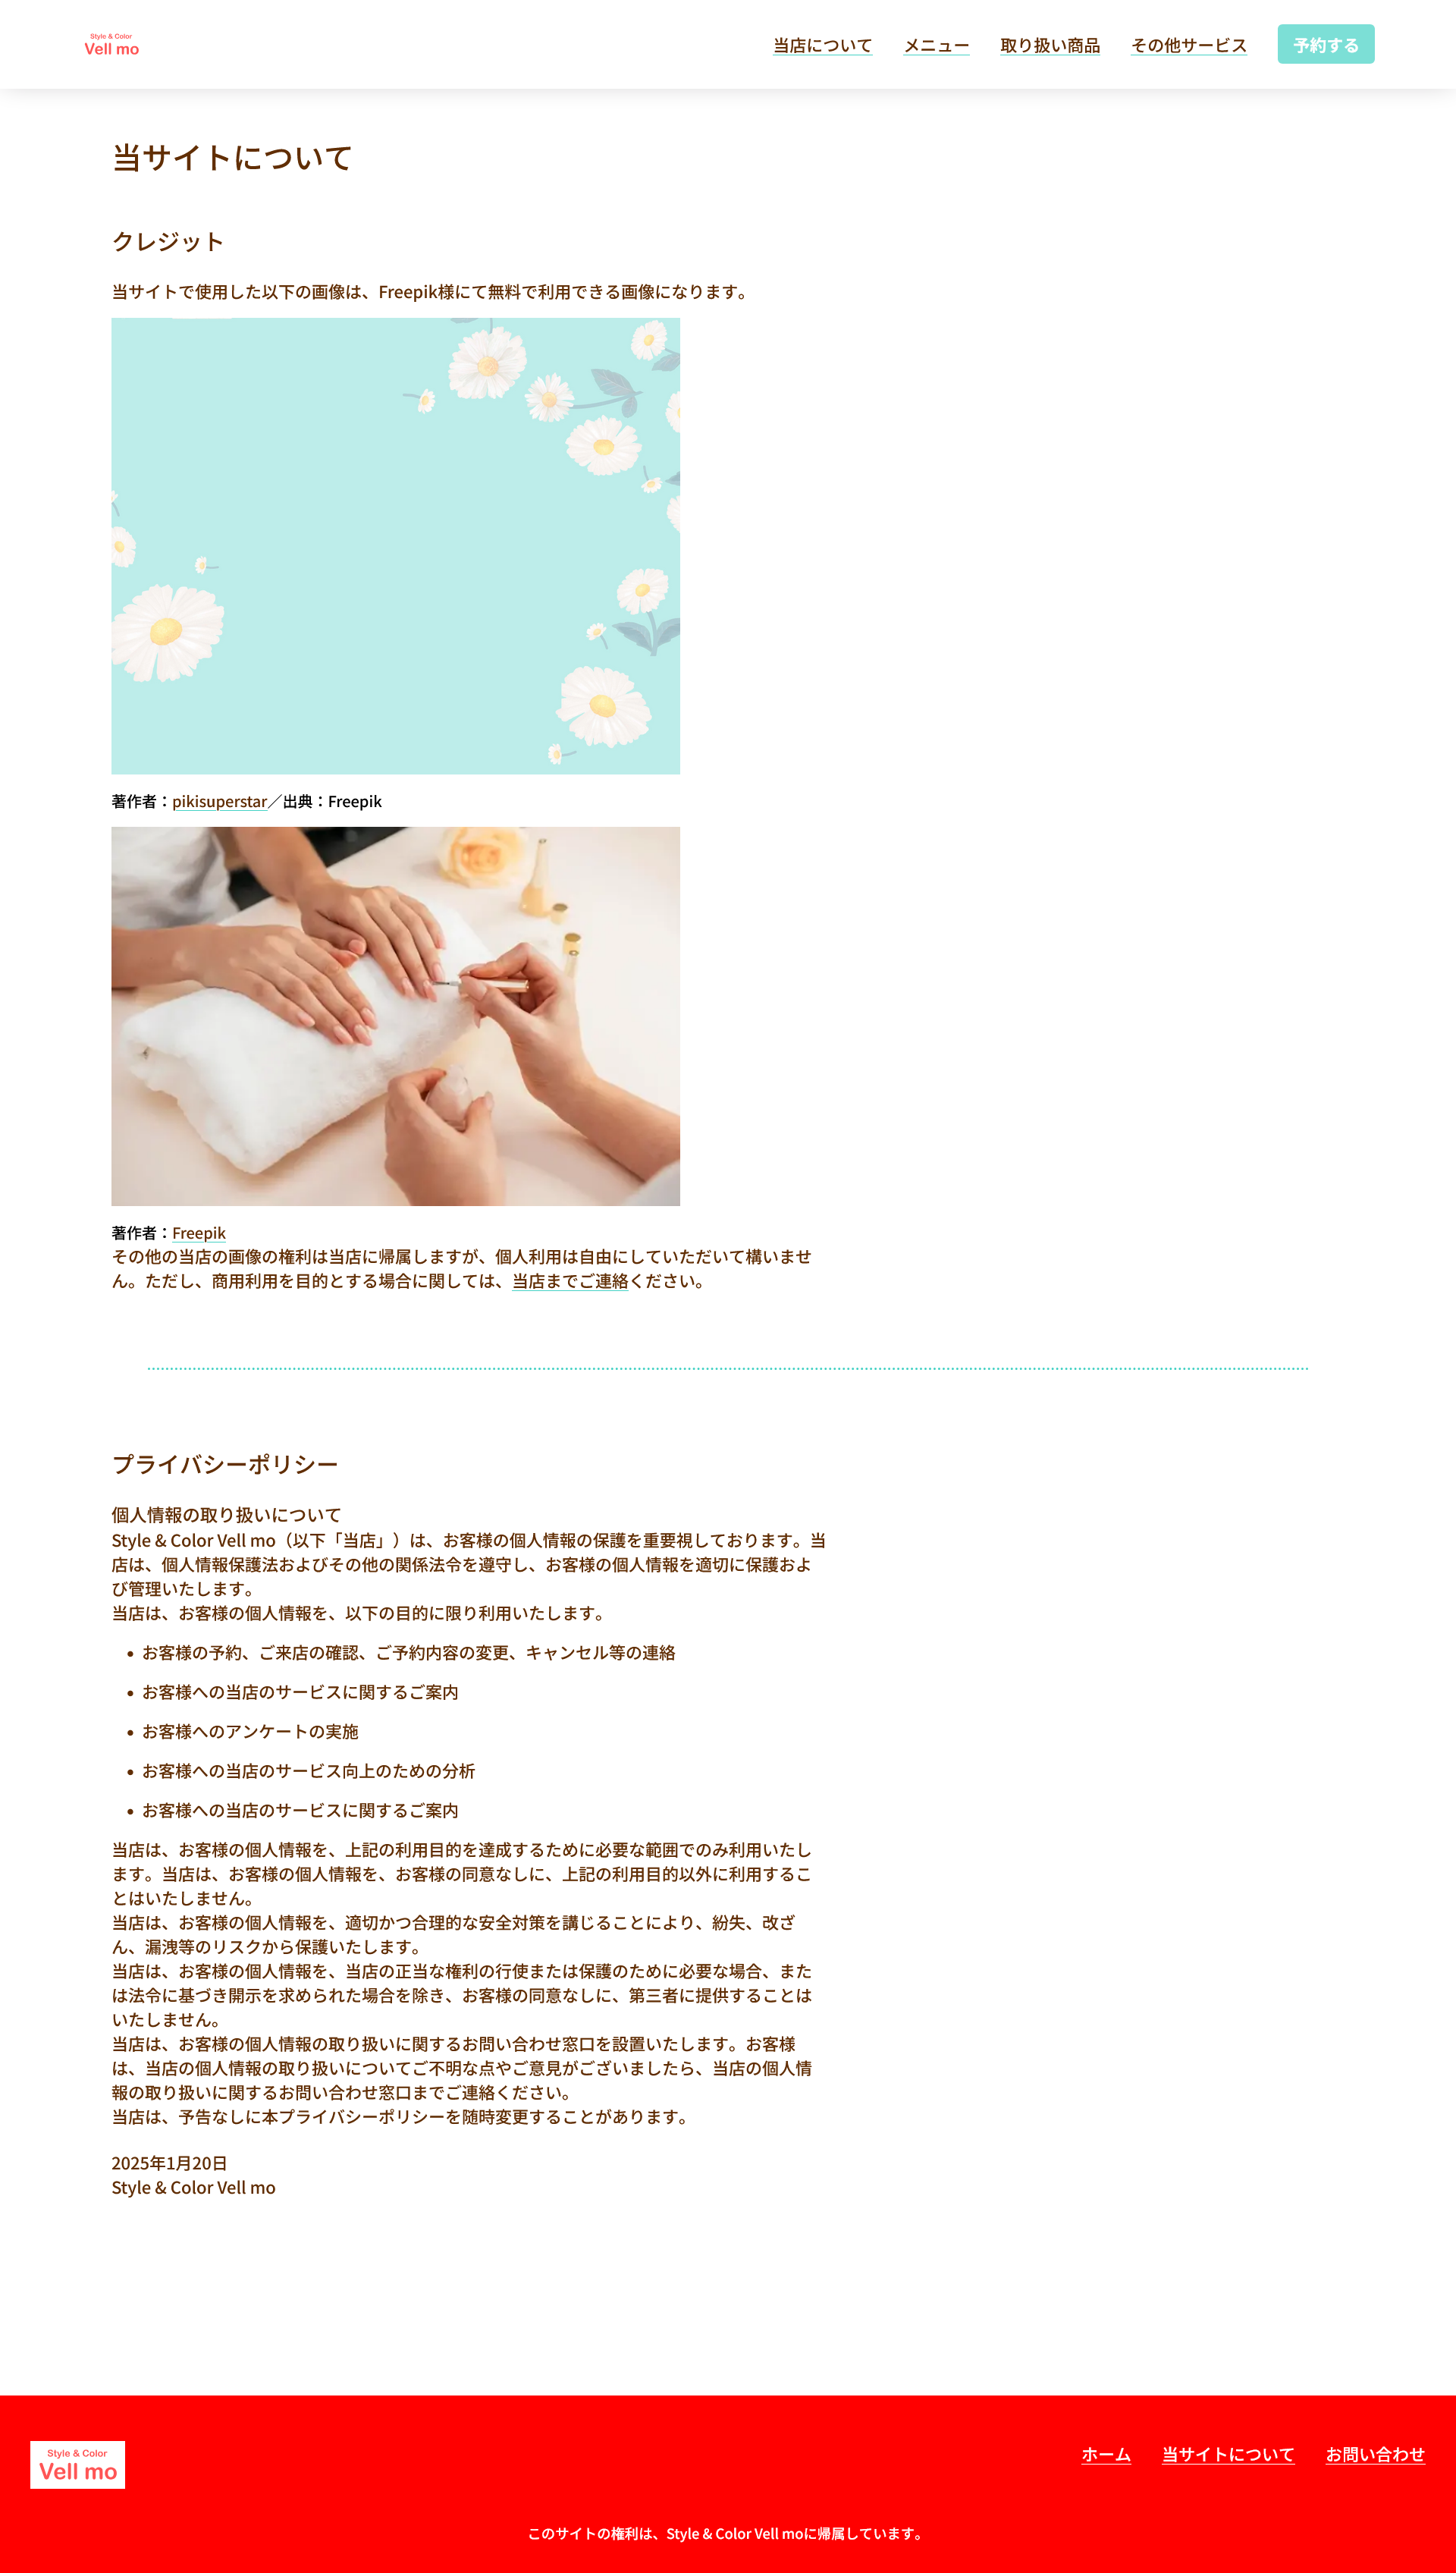 Style & Color
Vell mo
当店について
メニュー
取り扱い商品
その他サービス
予約する
当サイトについて
クレジット
当サイトで使用した以下の画像は、Freepik様にて無料で利用できる画像になります。
著作者：pikisuperstar／出典：Freepik
著作者：Freepik
その他の当店の画像の権利は当店に帰属しますが、個人利用は自由にしていただいて構いませ
ん。ただし、商用利用を目的とする場合に関しては、当店までご連絡ください。
プライバシーポリシー
個人情報の取り扱いについて
Style & Color Vell mo（以下「当店」）は、お客様の個人情報の保護を重要視しております。当
店は、個人情報保護法およびその他の関係法令を遵守し、お客様の個人情報を適切に保護およ
び管理いたします。
当店は、お客様の個人情報を、以下の目的に限り利用いたします。
• お客様の予約、ご来店の確認、ご予約内容の変更、キャンセル等の連絡
• お客様への当店のサービスに関するご案内
• お客様へのアンケートの実施
• お客様への当店のサービス向上のための分析
• お客様への当店のサービスに関するご案内
当店は、お客様の個人情報を、上記の利用目的を達成するために必要な範囲でのみ利用いたし
ます。当店は、お客様の個人情報を、お客様の同意なしに、上記の利用目的以外に利用するこ
とはいたしません。
当店は、お客様の個人情報を、適切かつ合理的な安全対策を講じることにより、紛失、改ざ
ん、漏洩等のリスクから保護いたします。
当店は、お客様の個人情報を、当店の正当な権利の行使または保護のために必要な場合、また
は法令に基づき開示を求められた場合を除き、お客様の同意なしに、第三者に提供することは
いたしません。
当店は、お客様の個人情報の取り扱いに関するお問い合わせ窓口を設置いたします。お客様
は、当店の個人情報の取り扱いについてご不明な点やご意見がございましたら、当店の個人情
報の取り扱いに関するお問い合わせ窓口までご連絡ください。
当店は、予告なしに本プライバシーポリシーを随時変更することがあります。
2025年1月20日
Style & Color Vell mo
Style & Color
Vell mo
ホーム
当サイトについて
お問い合わせ
このサイトの権利は、Style & Color Vell moに帰属しています。